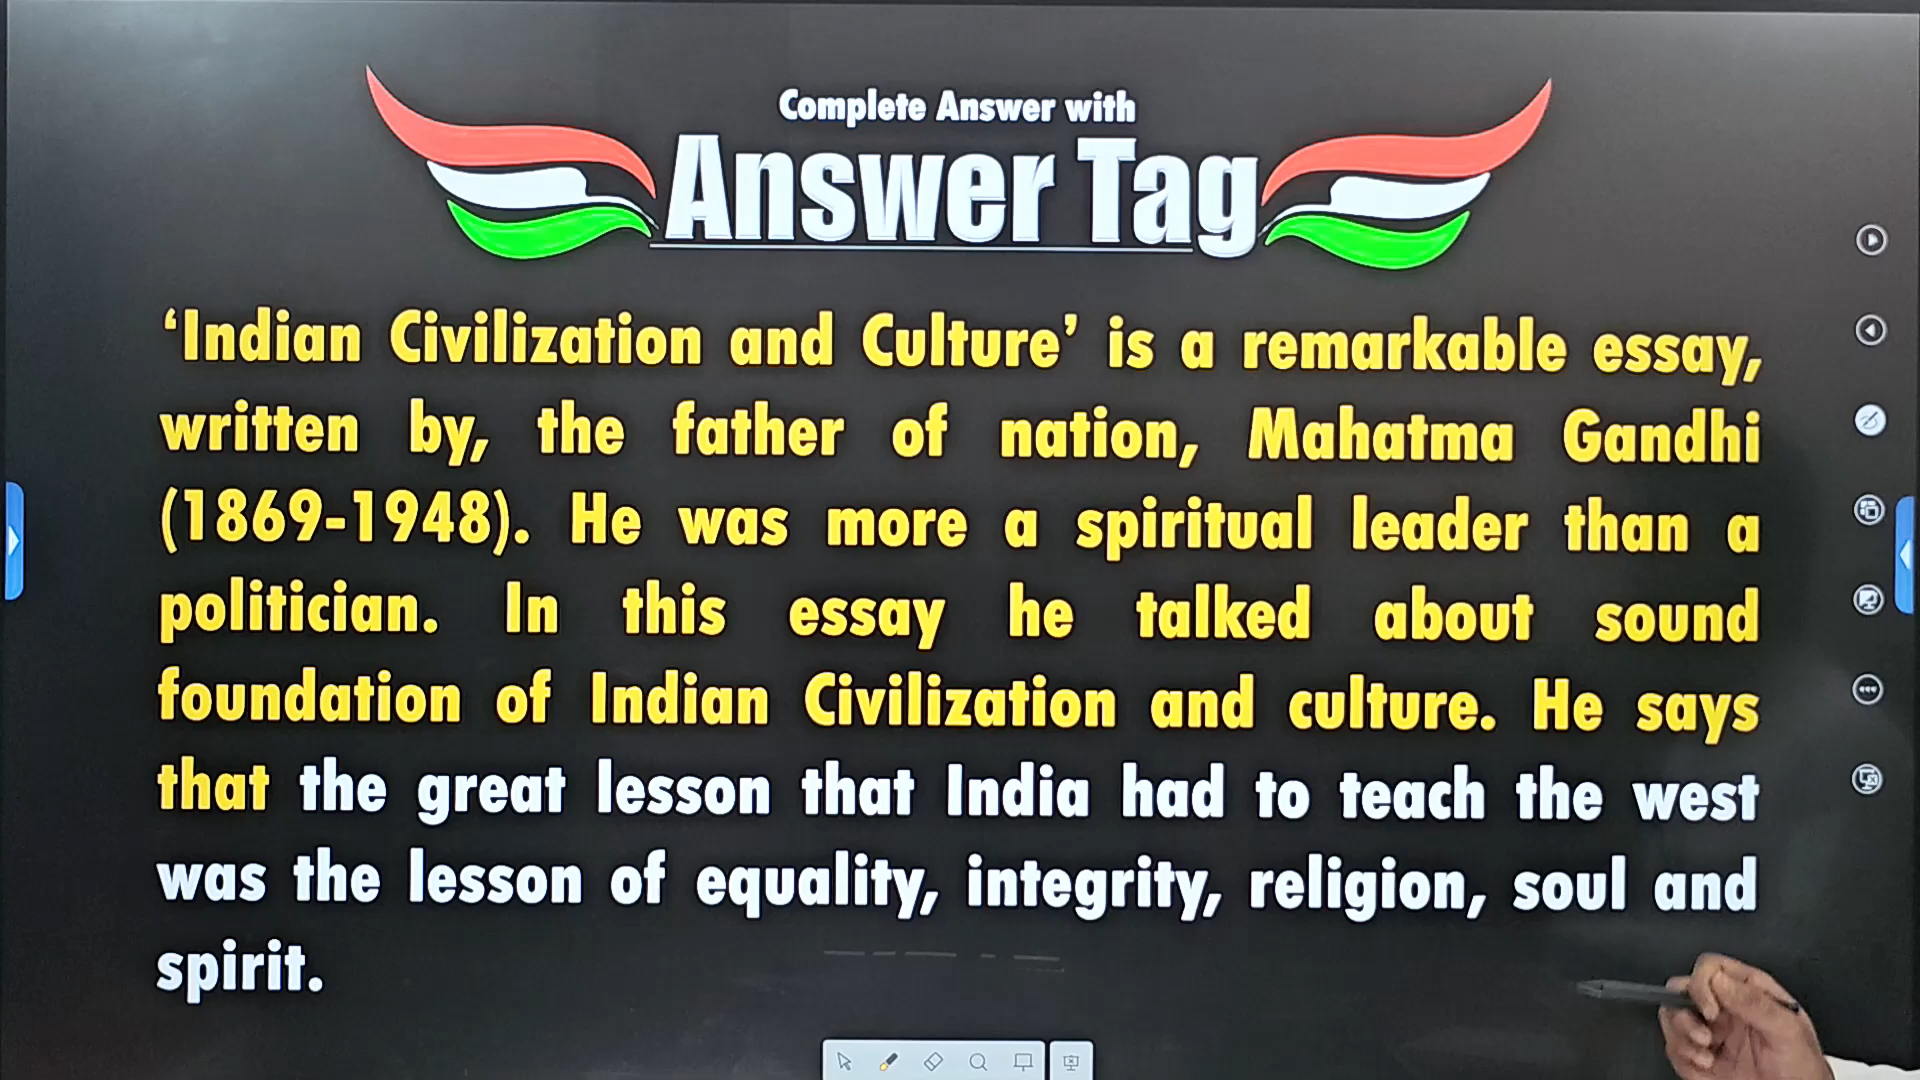 Complete Answer with
Answer Tag
‘Indian Civilization and Culture’ is a remarkable essay,
written by, the father of nation, Mahatma Gandhi
(1869-1948). He was more a spiritual leader than a
politician. In this essay he talked about sound
foundation of Indian Civilization and culture. He says
that the great lesson that India had to teach the west
was the lesson of equality, integrity, religion, soul and
spirit.